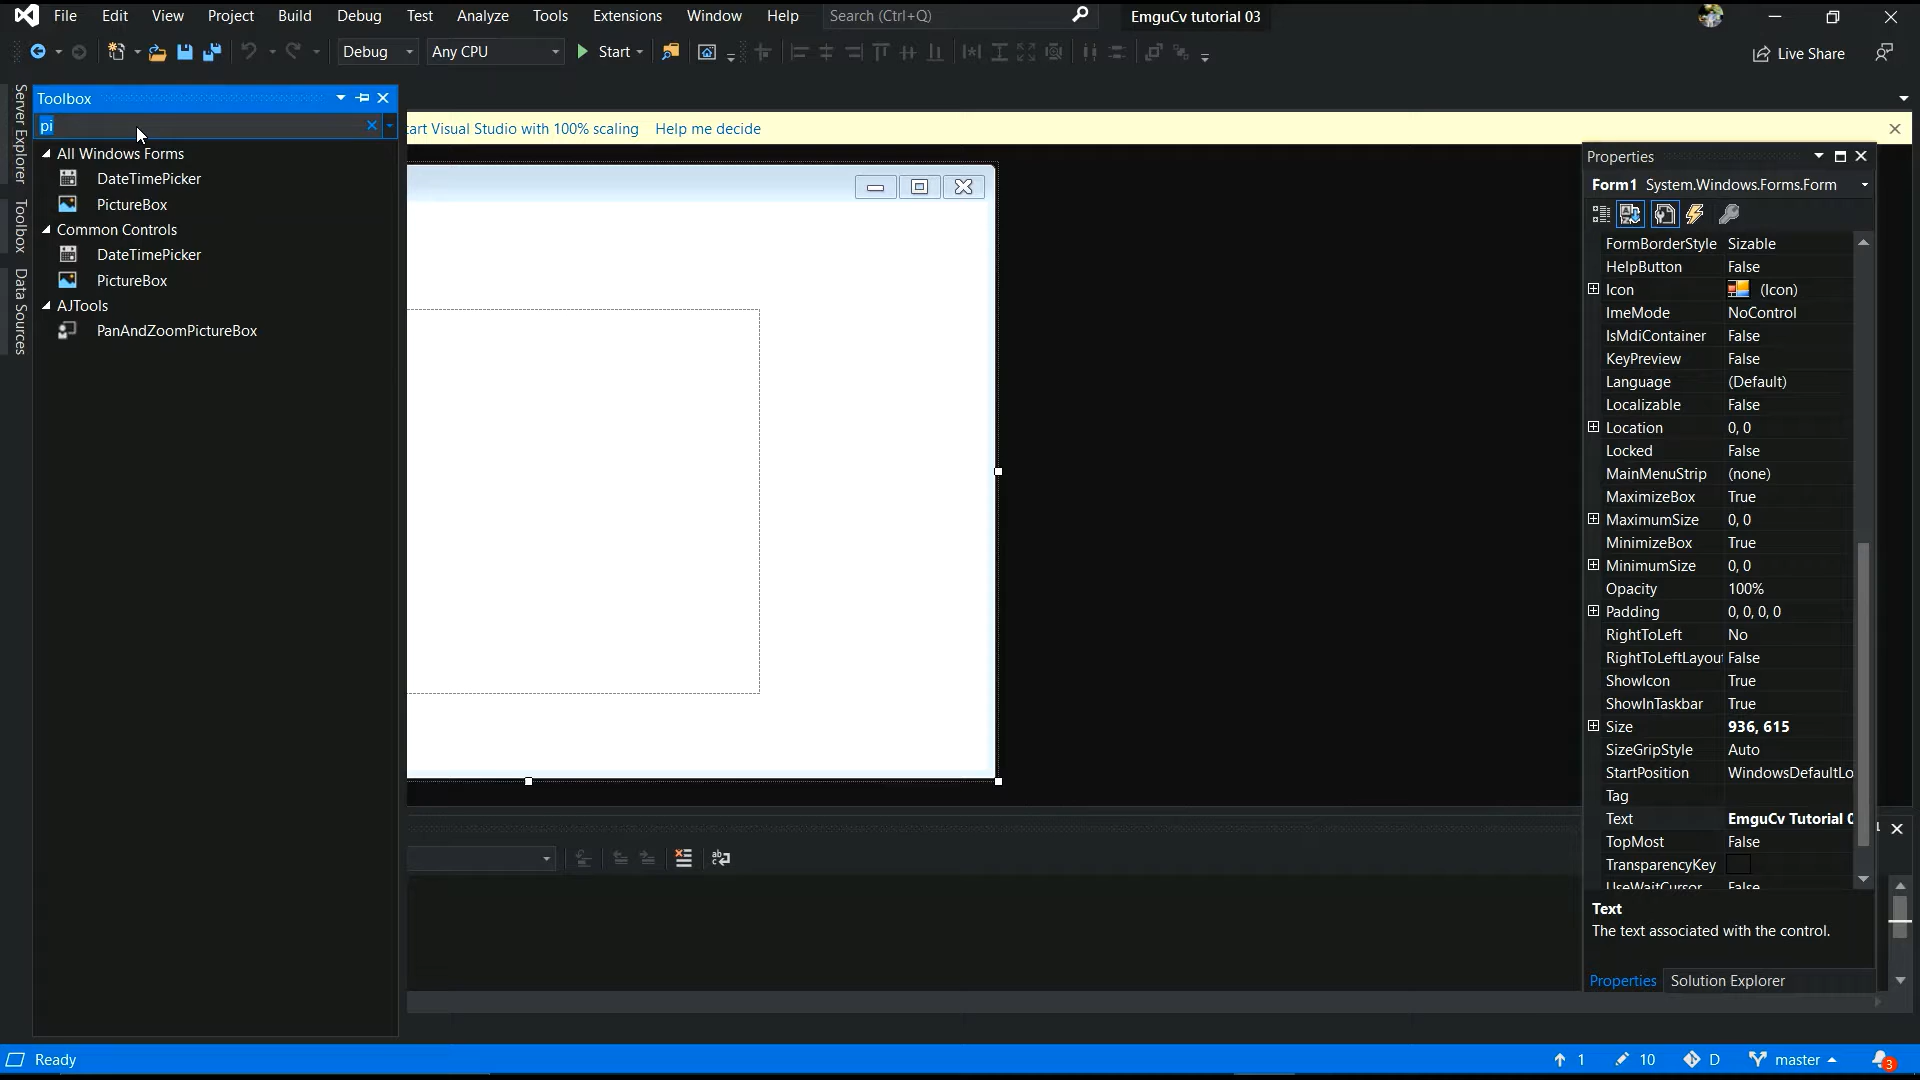 File Edit View Project Build Debug Test Analyze Tools Extensions Window Help Search (Ctrl+Q) EmguCv tutorial 03
Debug Any CPU Start Live Share
Server Explorer
Toolbox
Data Sources
Toolbox
pi
All Windows Forms
DateTimePicker
PictureBox
Common Controls
DateTimePicker
PictureBox
AJTools
PanAndZoomPictureBox
tart Visual Studio with 100% scaling Help me decide
Properties
Form1 System.Windows.Forms.Form
FormBorderStyle Sizable
HelpButton False
Icon (Icon)
ImeMode NoControl
IsMdiContainer False
KeyPreview False
Language (Default)
Localizable False
Location 0, 0
Locked False
MainMenuStrip (none)
MaximizeBox True
MaximumSize 0, 0
MinimizeBox True
MinimumSize 0, 0
Opacity 100%
Padding 0, 0, 0, 0
RightToLeft No
RightToLeftLayout False
ShowIcon True
ShowInTaskbar True
Size 936, 615
SizeGripStyle Auto
StartPosition WindowsDefaultLo
Tag
Text EmguCv Tutorial 0
TopMost False
TransparencyKey
UseWaitCursor False
Text
The text associated with the control.
Properties Solution Explorer
Ready 1 10 D master 3